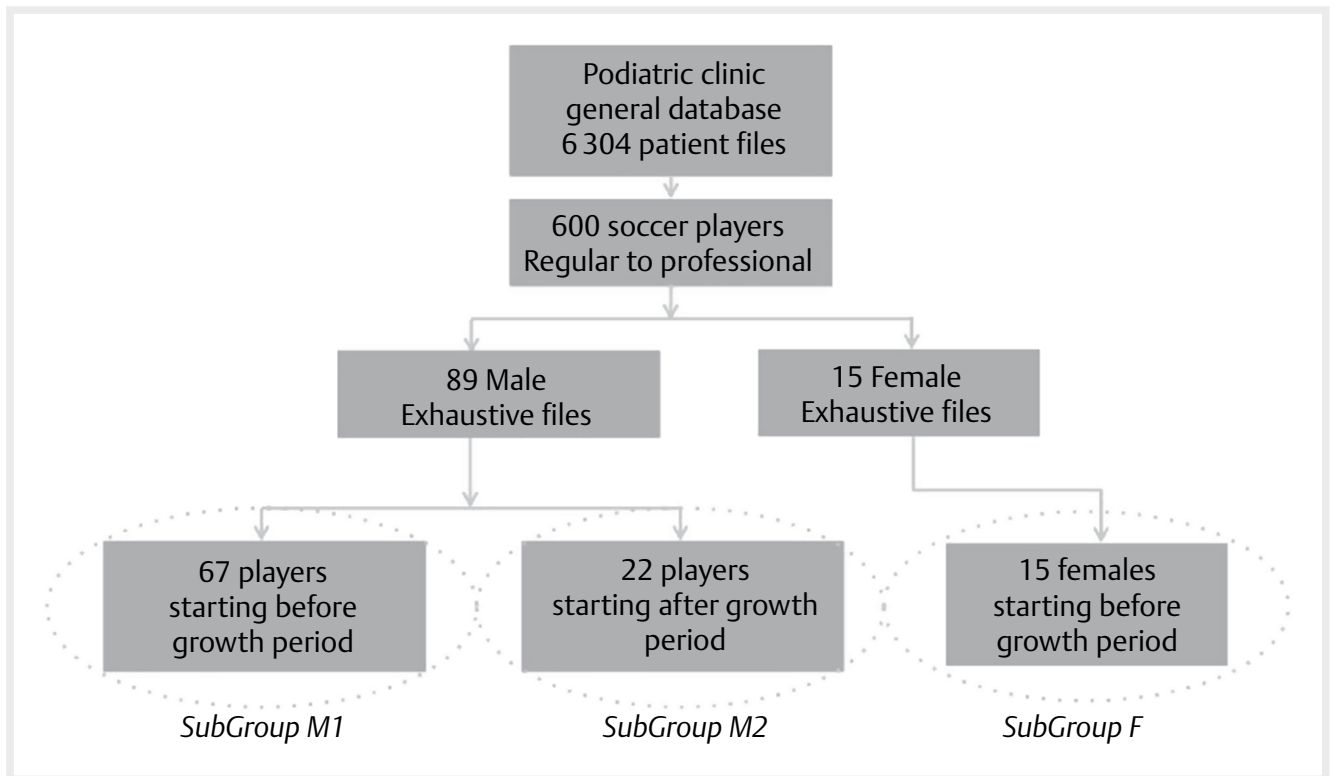 Podiatric clinic
general database
6 304 patient files
600 soccer players
Regular to professional
89 Male
Exhaustive files
15 Female
Exhaustive files
67 players
starting before
growth period
22 players
starting after growth
period
15 females
starting before
growth period
SubGroup M1
SubGroup M2
SubGroup F